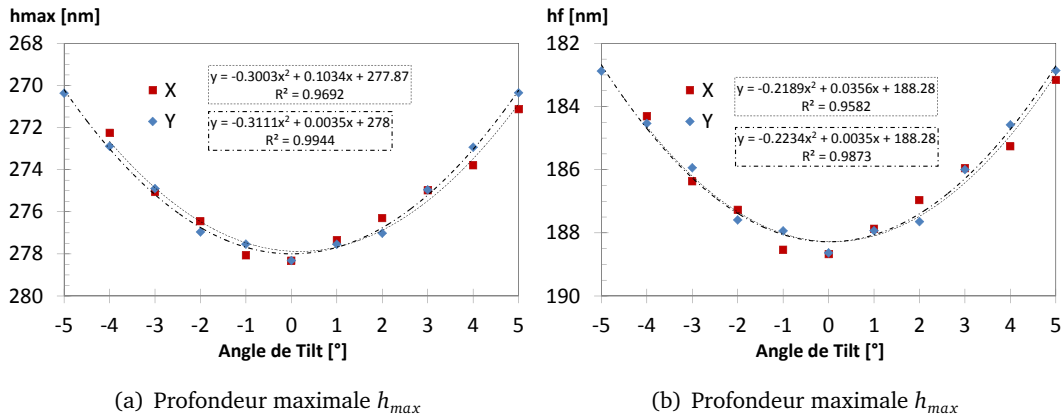 hmax [nm]
268
270
272
274
276
278
280
X
Y
y = -0.3003x² + 0.1034x + 277.87
R² = 0.9692
y = -0.3111x² + 0.0035x + 278
R² = 0.9944
-5 -4 -3 -2 -1 0 1 2 3 4 5
Angle de Tilt [°]
(a) Profondeur maximale hmax
hf [nm]
182
184
186
188
190
X
Y
y = -0.2189x² + 0.0356x + 188.28
R² = 0.9582
y = -0.2234x² + 0.0035x + 188.28
R² = 0.9873
-5 -4 -3 -2 -1 0 1 2 3 4 5
Angle de Tilt [°]
(b) Profondeur maximale hmax